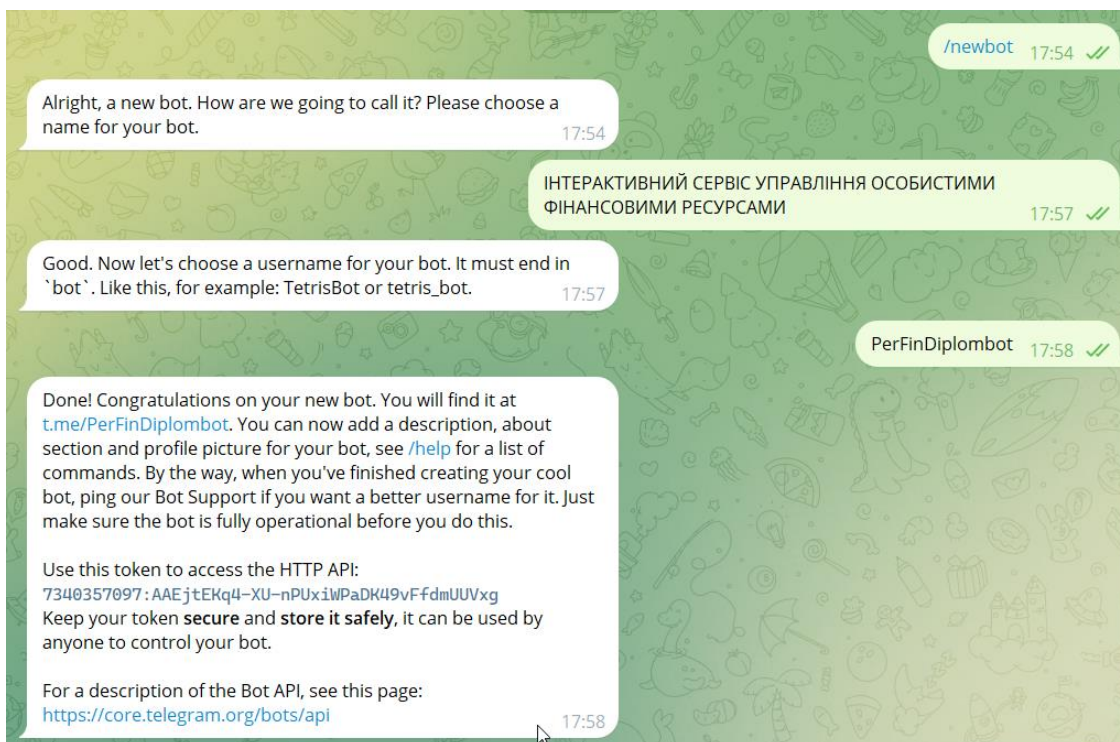 /newbot 17:54
Alright, a new bot. How are we going to call it? Please choose a
name for your bot. 17:54
ІНТЕРАКТИВНИЙ СЕРВІС УПРАВЛІННЯ ОСОБИСТИМИ
ФІНАНСОВИМИ РЕСУРСАМИ 17:57
Good. Now let's choose a username for your bot. It must end in
`bot`. Like this, for example: TetrisBot or tetris_bot. 17:57
PerFinDiplombot 17:58
Done! Congratulations on your new bot. You will find it at
t.me/PerFinDiplombot. You can now add a description, about
section and profile picture for your bot, see /help for a list of
commands. By the way, when you've finished creating your cool
bot, ping our Bot Support if you want a better username for it. Just
make sure the bot is fully operational before you do this.
Use this token to access the HTTP API:
7340357097:AAEjtEKq4-XU-nPUxiWPaDK49vFfdmUUVxg
Keep your token secure and store it safely, it can be used by
anyone to control your bot.
For a description of the Bot API, see this page:
https://core.telegram.org/bots/api 17:58